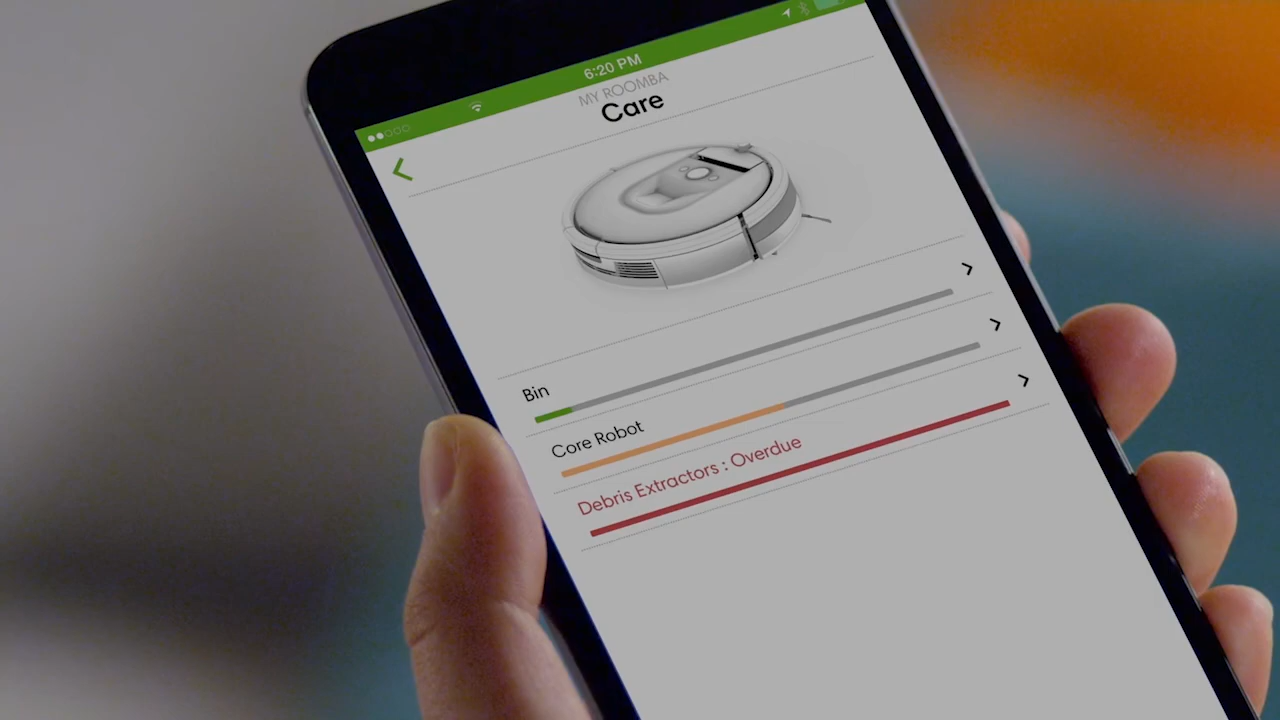 6:20 PM
MY ROOMBA
Care
Bin
Core Robot
Debris Extractors : Overdue